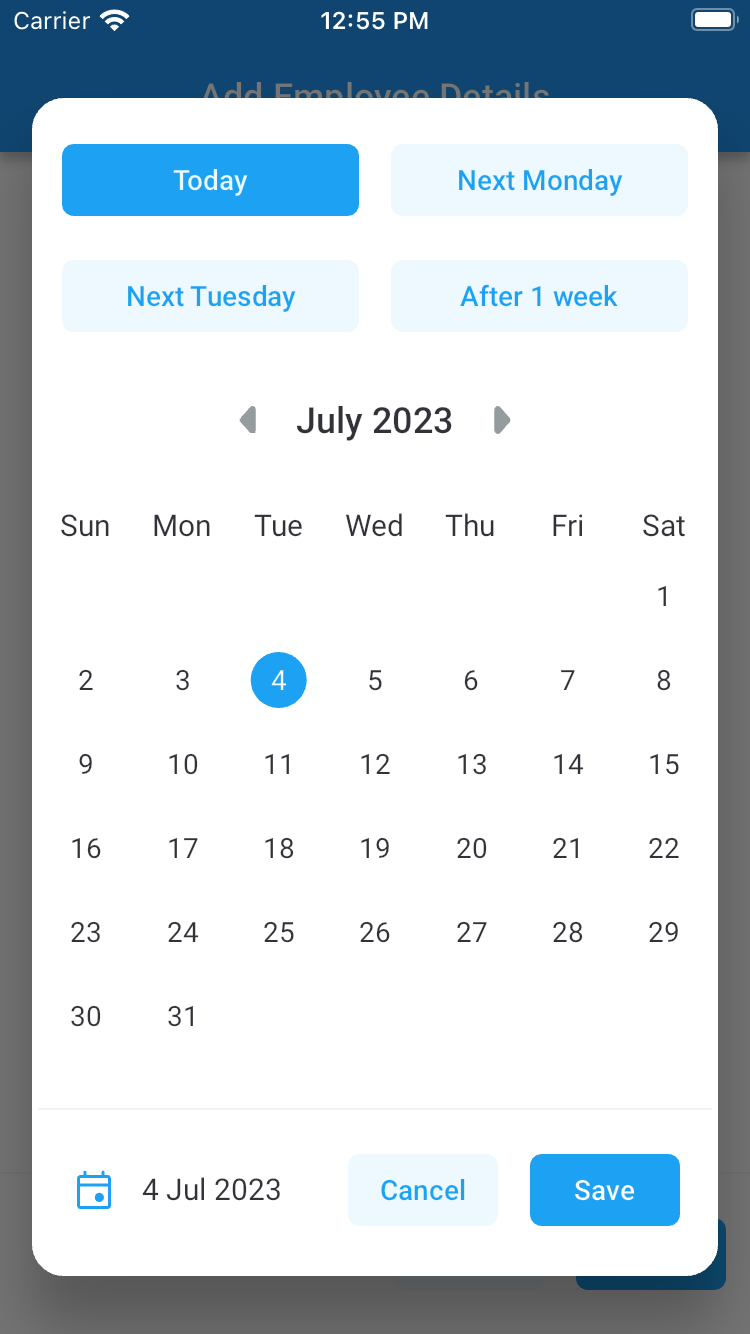 Carrier 12:55 PM
Add Employee Details
Today Next Monday
Next Tuesday After 1 week
July 2023
Sun Mon Tue Wed Thu Fri Sat
1
2 3 4 5 6 7 8
9 10 11 12 13 14 15
16 17 18 19 20 21 22
23 24 25 26 27 28 29
30 31
4 Jul 2023 Cancel Save